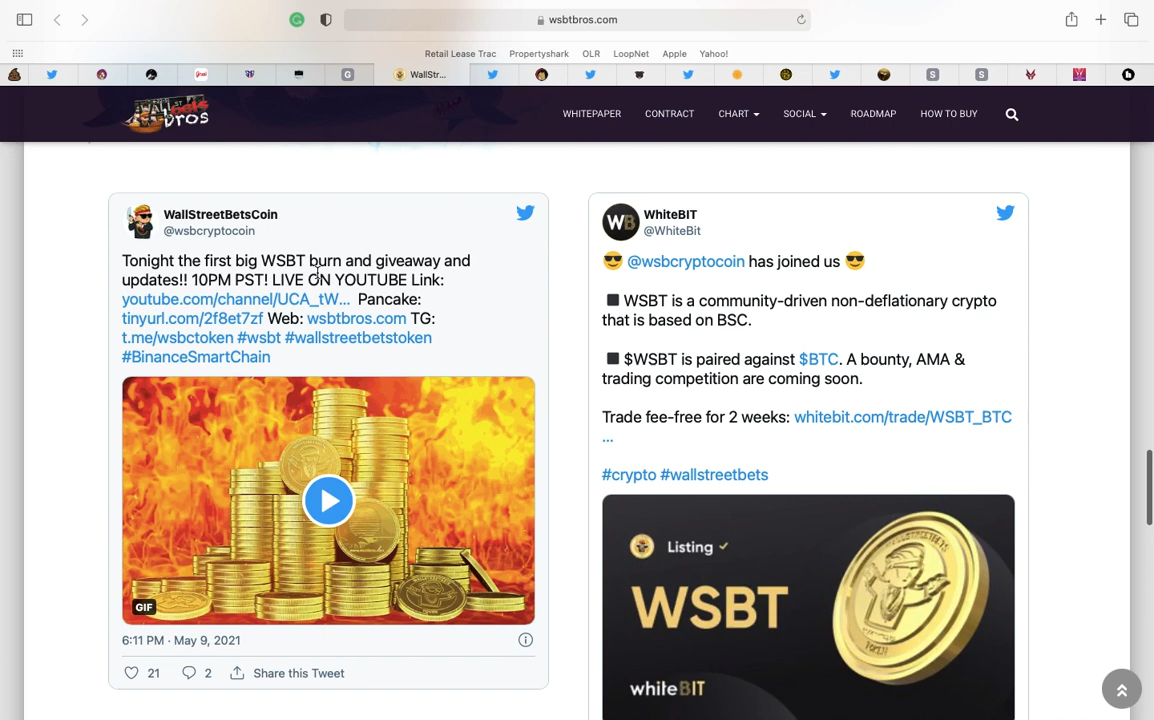 wsbtbros.com
Retail Lease Trac Propertyshark OLR LoopNet Apple Yahoo!
WallStr...
WHITEPAPER CONTRACT CHART SOCIAL ROADMAP HOW TO BUY
bets
bros
WallStreetBetsCoin
@wsbcryptocoin
Tonight the first big WSBT burn and giveaway and
updates!! 10PM PST! LIVE ON YOUTUBE Link:
youtube.com/channel/UCA_tW... Pancake:
tinyurl.com/2f8et7zf Web: wsbtbros.com TG:
t.me/wsbctoken #wsbt #wallstreetbetstoken
#BinanceSmartChain
GIF
6:11 PM · May 9, 2021
21 2 Share this Tweet
WB
WhiteBIT
@WhiteBit
@wsbcryptocoin has joined us
WSBT is a community-driven non-deflationary crypto
that is based on BSC.
$WSBT is paired against $BTC. A bounty, AMA &
trading competition are coming soon.
Trade fee-free for 2 weeks: whitebit.com/trade/WSBT_BTC
...
#crypto #wallstreetbets
Listing
WSBT
whiteBIT
TOKEN